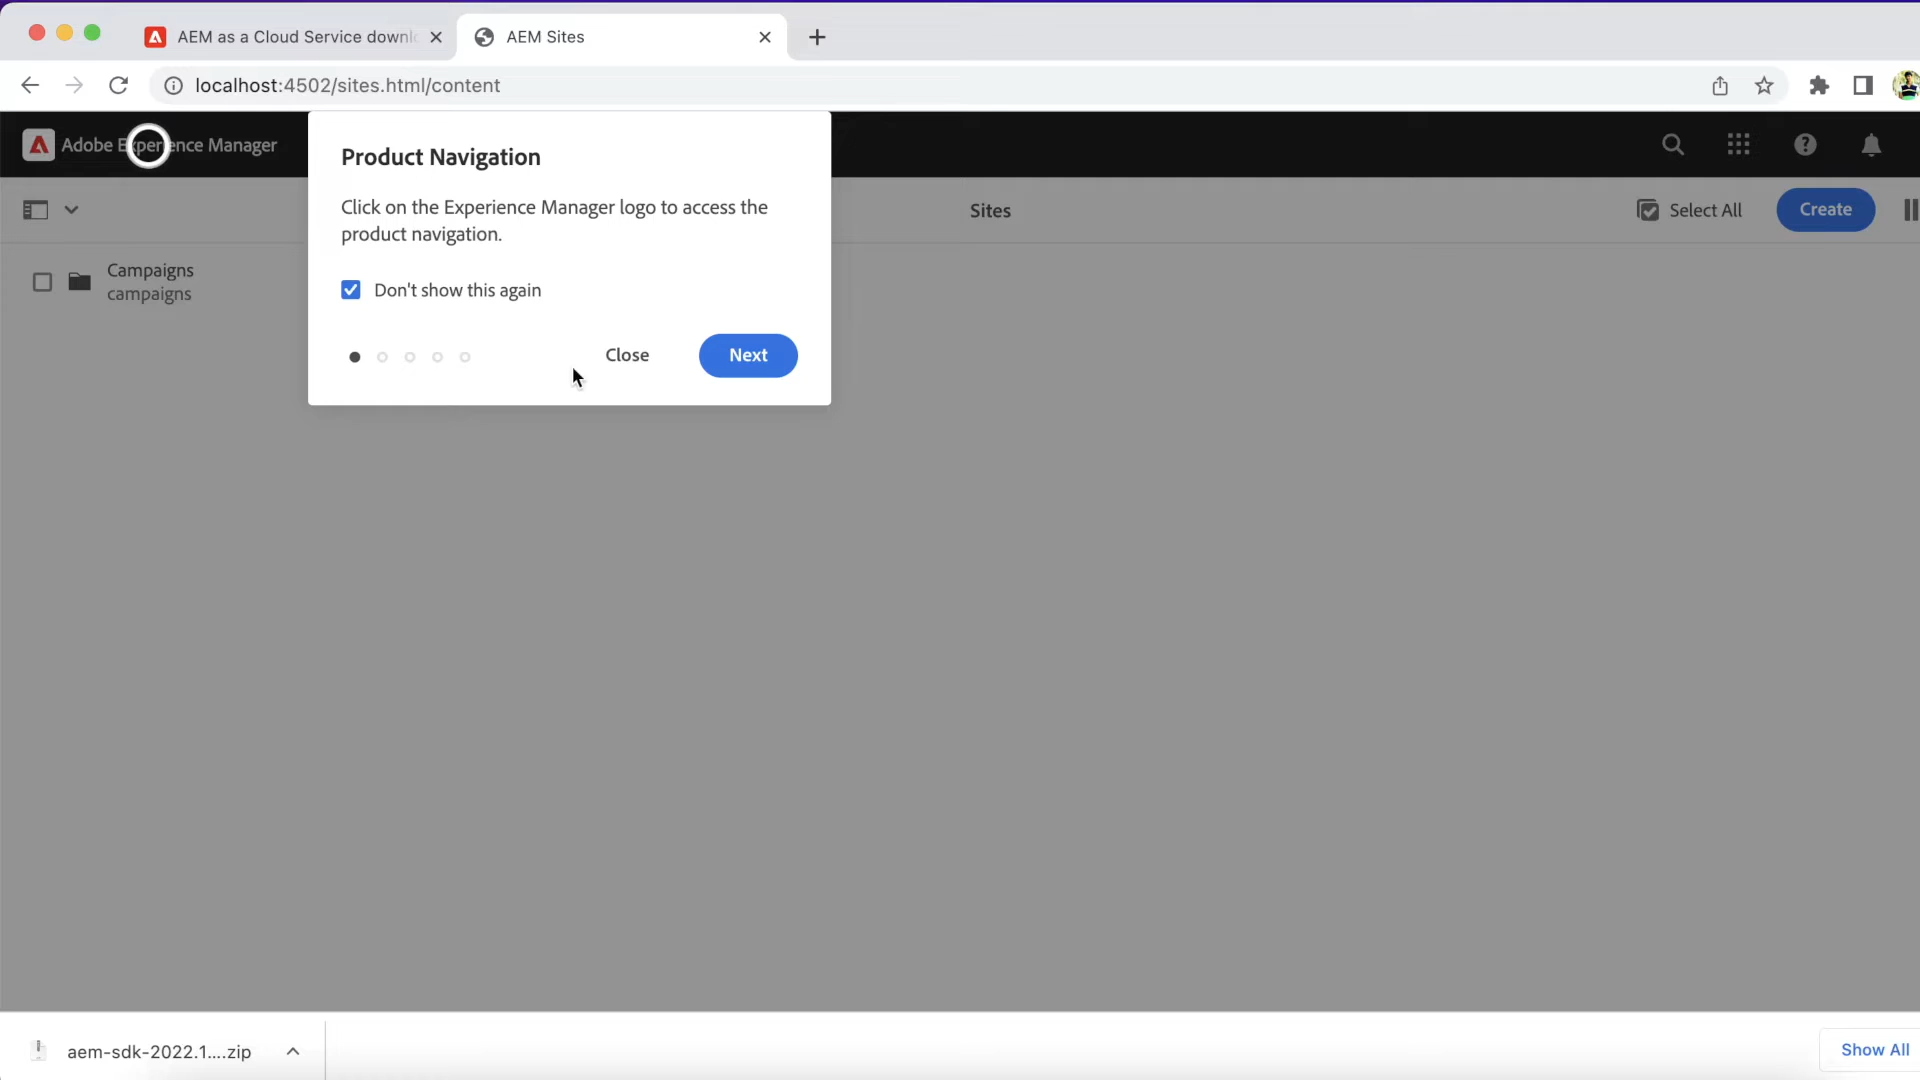 AEM as a Cloud Service downl
AEM Sites
localhost:4502/sites.html/content
Adobe Experience Manager
Product Navigation
Click on the Experience Manager logo to access the
product navigation.
Don't show this again
Close
Next
Sites
Select All
Create
Campaigns
campaigns
aem-sdk-2022.1....zip
Show All